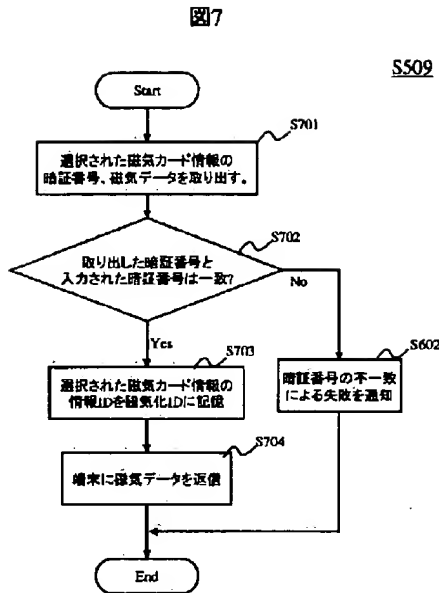 図7
S509
Start
S701
選択された磁気カード情報の
暗証番号、磁気データを取り出す。
S702
取り出した暗証番号と
入力された暗証番号は一致?
No
Yes
S703
選択された磁気カード情報の
情報IDを磁気化IDに記憶
S602
暗証番号の不一致
による失敗を通知
S704
端末に磁気データを返信
End